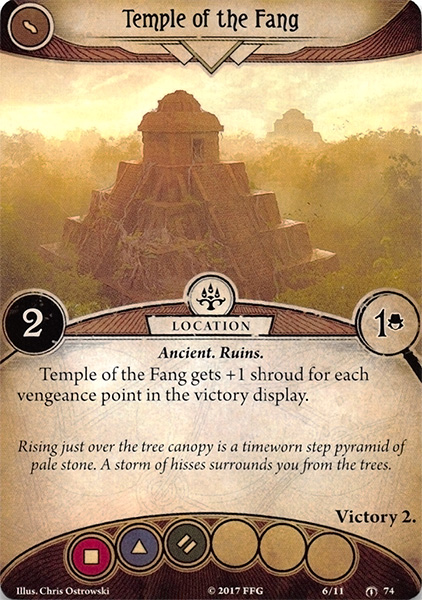 Temple of the Fang
2
1
LOCATION
Ancient. Ruins.
Temple of the Fang gets +1 shroud for each
vengeance point in the victory display.
Rising just over the tree canopy is a timeworn step pyramid of
pale stone. A storm of hisses surrounds you from the trees.
Victory 2.
Illus. Chris Ostrowski © 2017 FFG 6/11 74